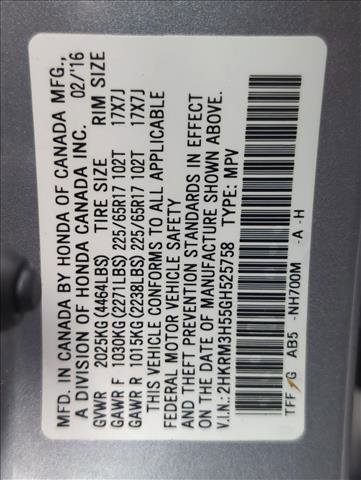 MFD. IN CANADA BY HONDA OF CANADA MFG.,
A DIVISION OF HONDA CANADA INC. 02/'16
GVWR 2025KG(4464LBS) TIRE SIZE RIM SIZE
GAWR F 1030KG(2271LBS) 225/65R17 102T 17X7J
GAWR R 1015KG(2238LBS) 225/65R17 102T 17X7J
THIS VEHICLE CONFORMS TO ALL APPLICABLE
FEDERAL MOTOR VEHICLE SAFETY
AND THEFT PREVENTION STANDARDS IN EFFECT
ON THE DATE OF MANUFACTURE SHOWN ABOVE.
V.I.N.: 2HKRM3H55GH525758 TYPE: MPV
TFF G AB5 -NH700M -A -H